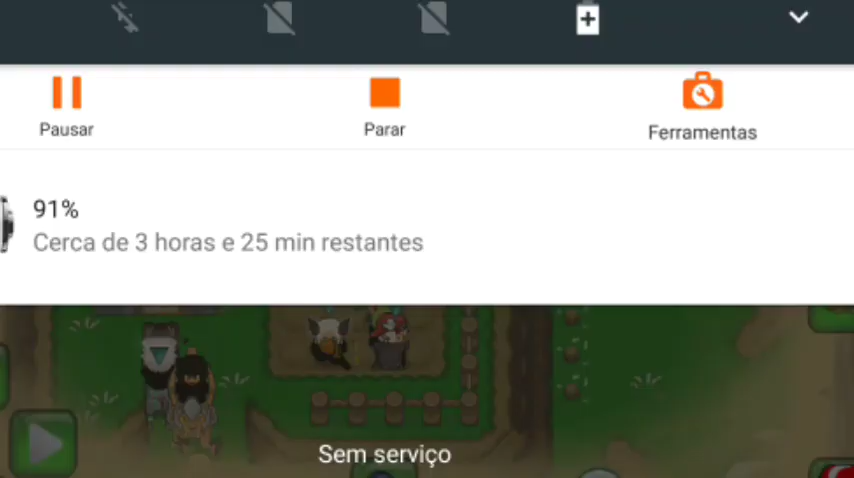 Pausar
Parar
Ferramentas
91%
Cerca de 3 horas e 25 min restantes
Sem serviço